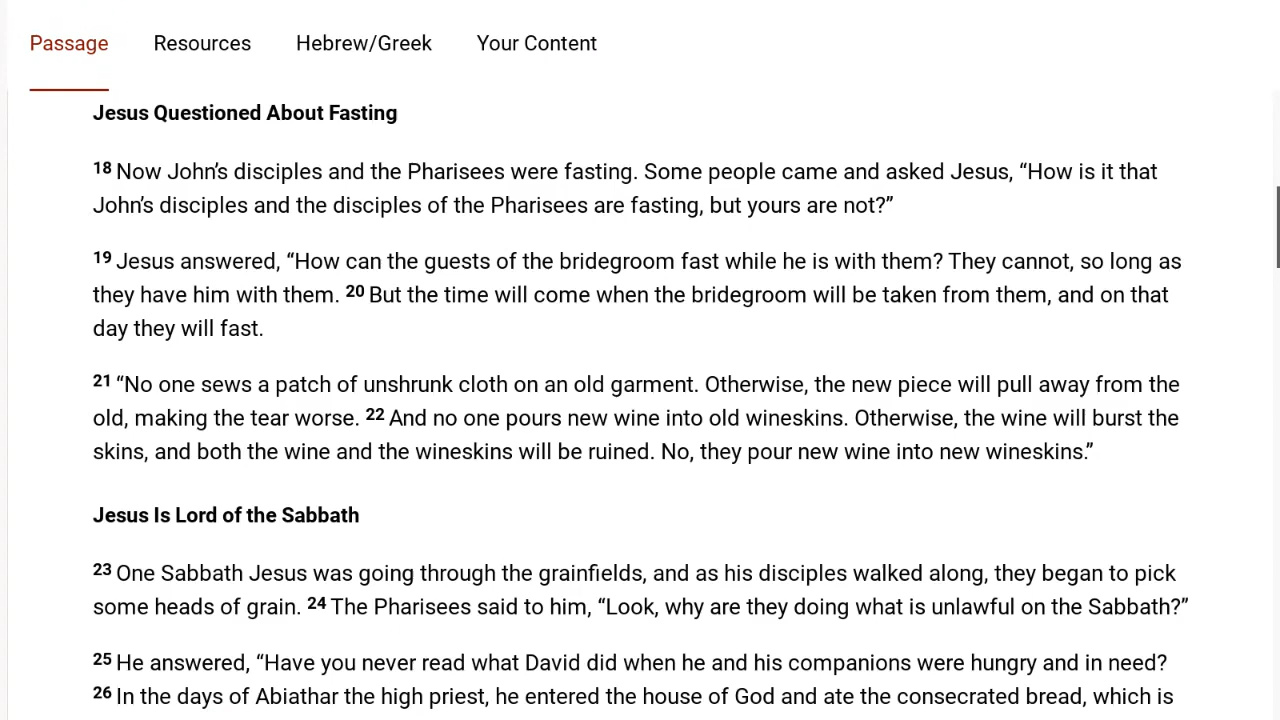 Passage Resources Hebrew/Greek Your Content
Jesus Questioned About Fasting
18 Now John’s disciples and the Pharisees were fasting. Some people came and asked Jesus, “How is it that
John’s disciples and the disciples of the Pharisees are fasting, but yours are not?”
19 Jesus answered, “How can the guests of the bridegroom fast while he is with them? They cannot, so long as
they have him with them. 20 But the time will come when the bridegroom will be taken from them, and on that
day they will fast.
21 “No one sews a patch of unshrunk cloth on an old garment. Otherwise, the new piece will pull away from the
old, making the tear worse. 22 And no one pours new wine into old wineskins. Otherwise, the wine will burst the
skins, and both the wine and the wineskins will be ruined. No, they pour new wine into new wineskins.”
Jesus Is Lord of the Sabbath
23 One Sabbath Jesus was going through the grainfields, and as his disciples walked along, they began to pick
some heads of grain. 24 The Pharisees said to him, “Look, why are they doing what is unlawful on the Sabbath?”
25 He answered, “Have you never read what David did when he and his companions were hungry and in need?
26 In the days of Abiathar the high priest, he entered the house of God and ate the consecrated bread, which is